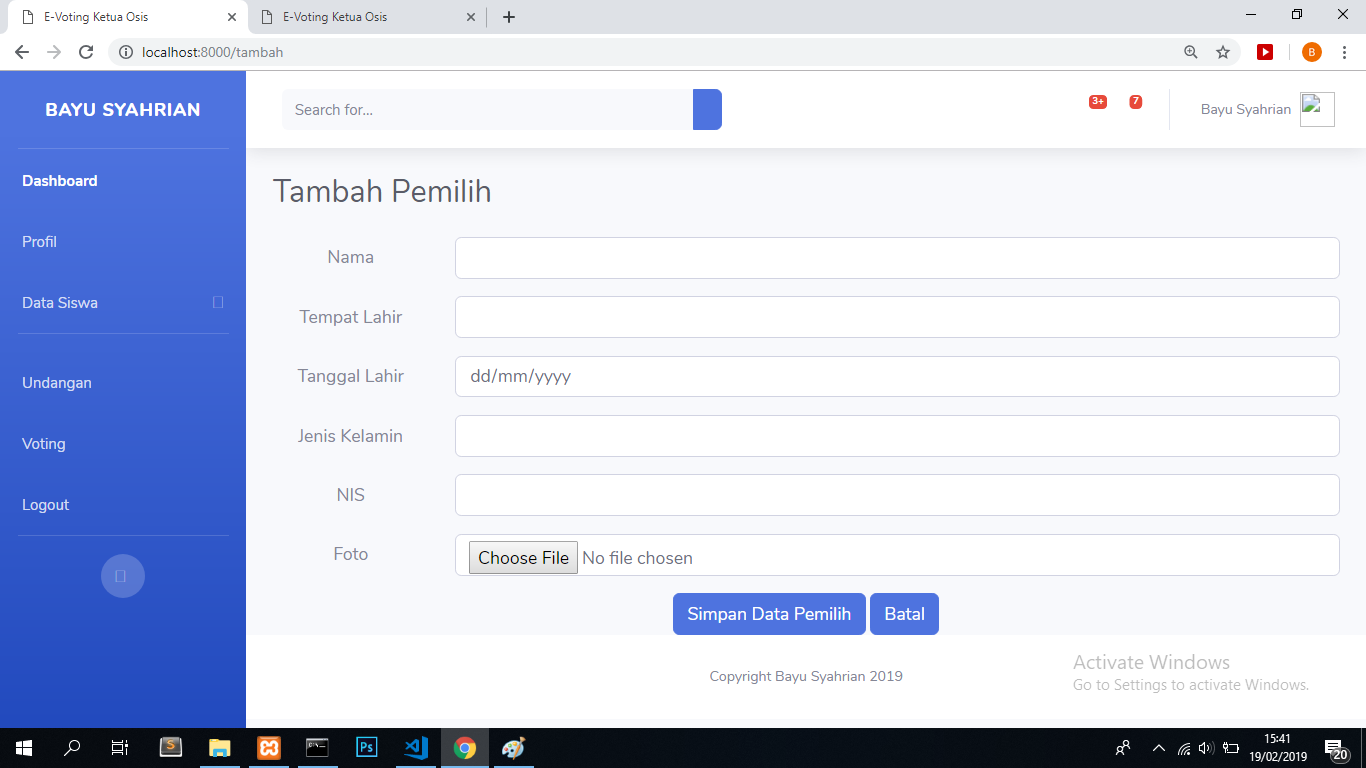 E-Voting Ketua Osis
E-Voting Ketua Osis
localhost:8000/tambah
B
BAYU SYAHRIAN
Search for...
3+
7
Bayu Syahrian
Dashboard
Profil
Data Siswa
Undangan
Voting
Logout
Tambah Pemilih
Nama
Tempat Lahir
Tanggal Lahir
dd/mm/yyyy
Jenis Kelamin
NIS
Foto
Choose File No file chosen
Simpan Data Pemilih
Batal
Copyright Bayu Syahrian 2019
Activate Windows
Go to Settings to activate Windows.
Ps
15:41
19/02/2019
20